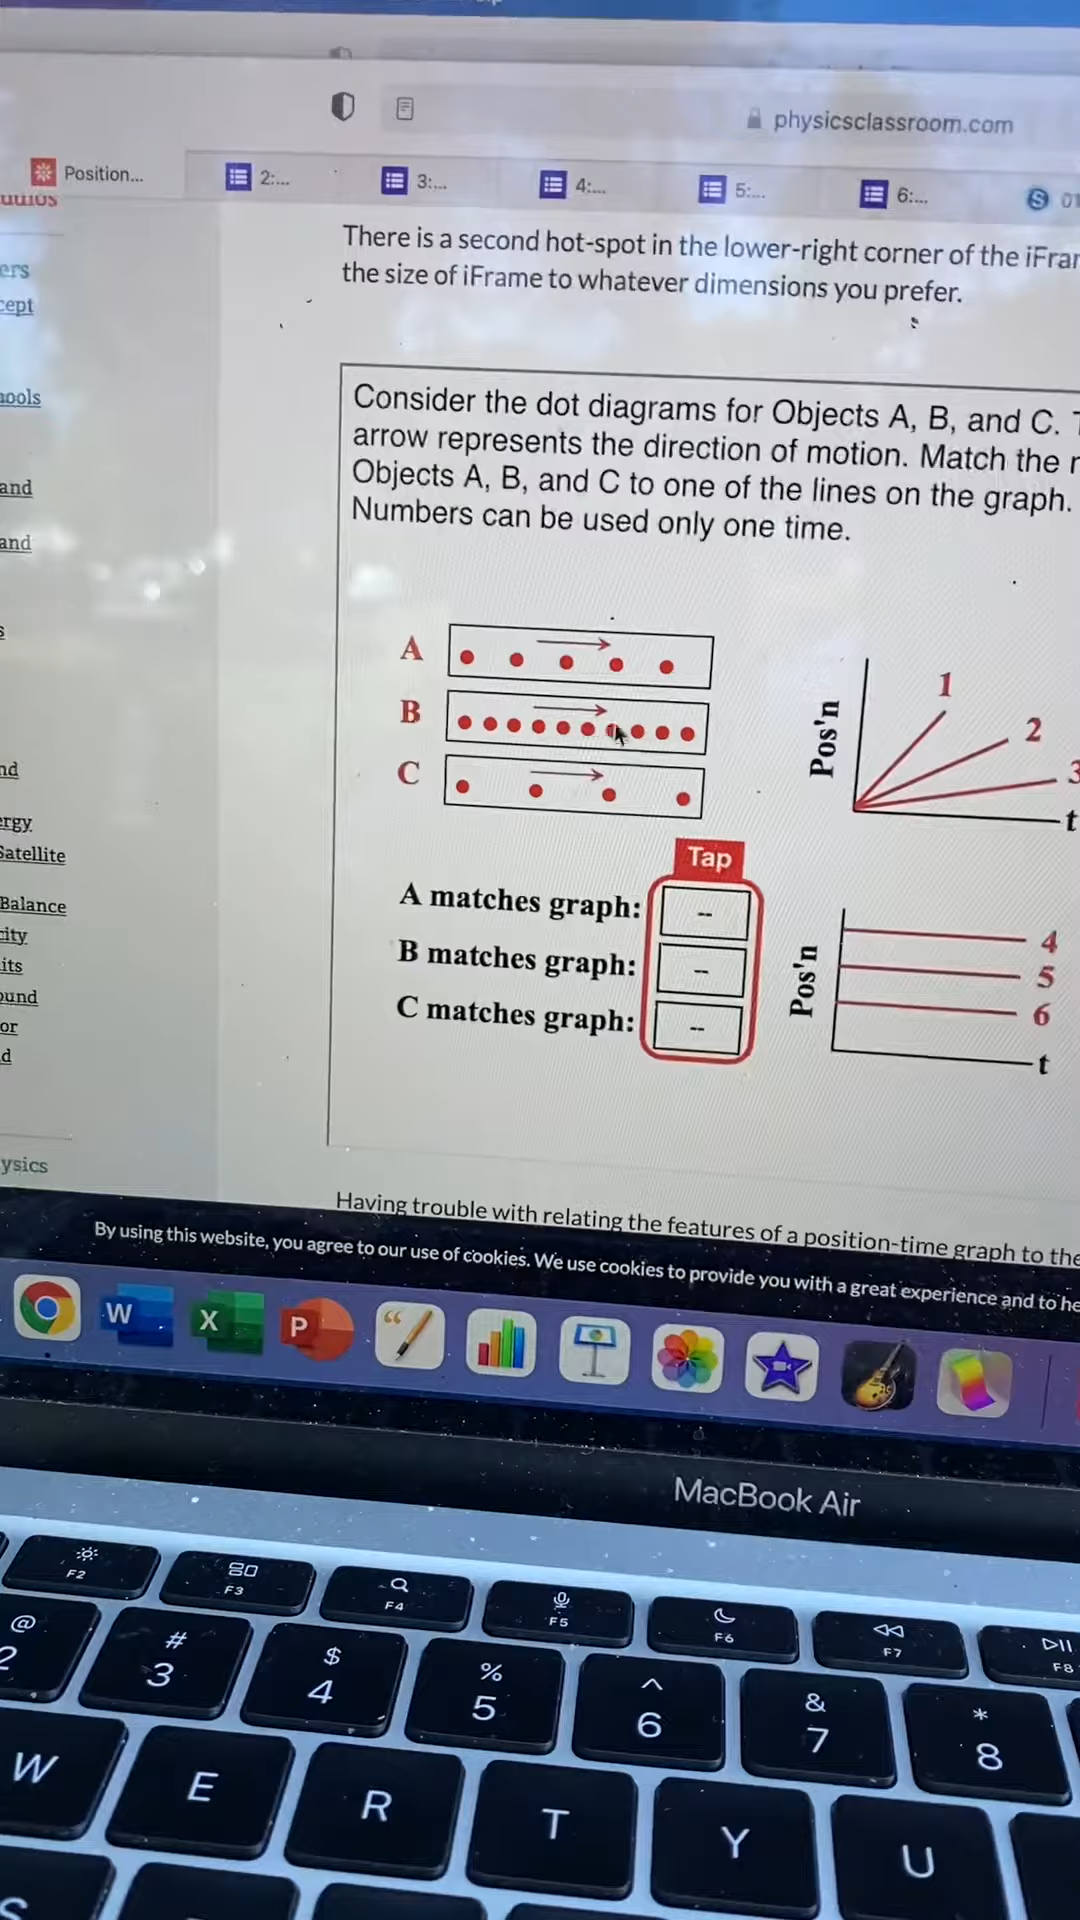 physicsclassroom.com
Position...
2:...
3:...
4:...
5:...
6:...
There is a second hot-spot in the lower-right corner of the
the size of iFrame to whatever dimensions you prefer.
Consider the dot diagrams for Objects A, B, and C.
arrow represents the direction of motion. Match the
Objects A, B, and C to one of the lines on the graph.
Numbers can be used only one time.
A
B
C
Pos'n
1
2
3
t
Tap
A matches graph: --
B matches graph: --
C matches graph: --
Pos'n
4
5
6
t
and
and
Satellite
Balance
Having trouble with relating the features of a position-time graph to the
By using this website, you agree to our use of cookies. We use cookies to provide you with a great experience and to
W
X
P
MacBook Air
F2
F3
F4
F5
F6
F7
F8
@
2
#
3
$
4
%
5
^
6
&
7
*
8
W
E
R
T
Y
U
S